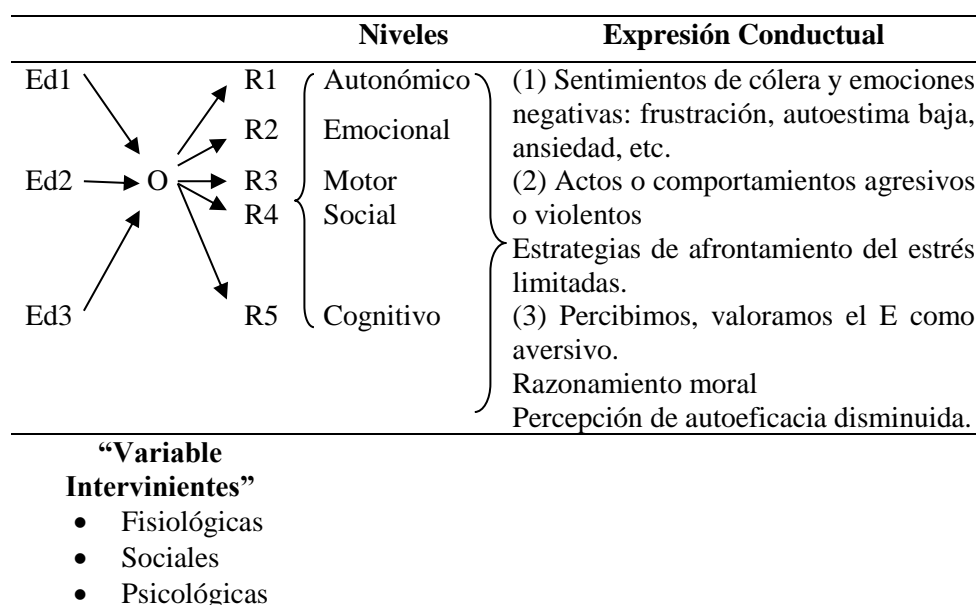 Niveles Expresión Conductual
Ed1 R1 Autonómico (1) Sentimientos de cólera y emociones
negativas: frustración, autoestima baja,
R2 Emocional
ansiedad, etc.
Ed2 O R3 Motor (2) Actos o comportamientos agresivos
R4 Social o violentos
Estrategias de afrontamiento del estrés
limitadas.
Ed3 R5 Cognitivo (3) Percibimos, valoramos el E como
aversivo.
Razonamiento moral
Percepción de autoeficacia disminuida.
“Variable
Intervinientes”
• Fisiológicas
• Sociales
• Psicológicas